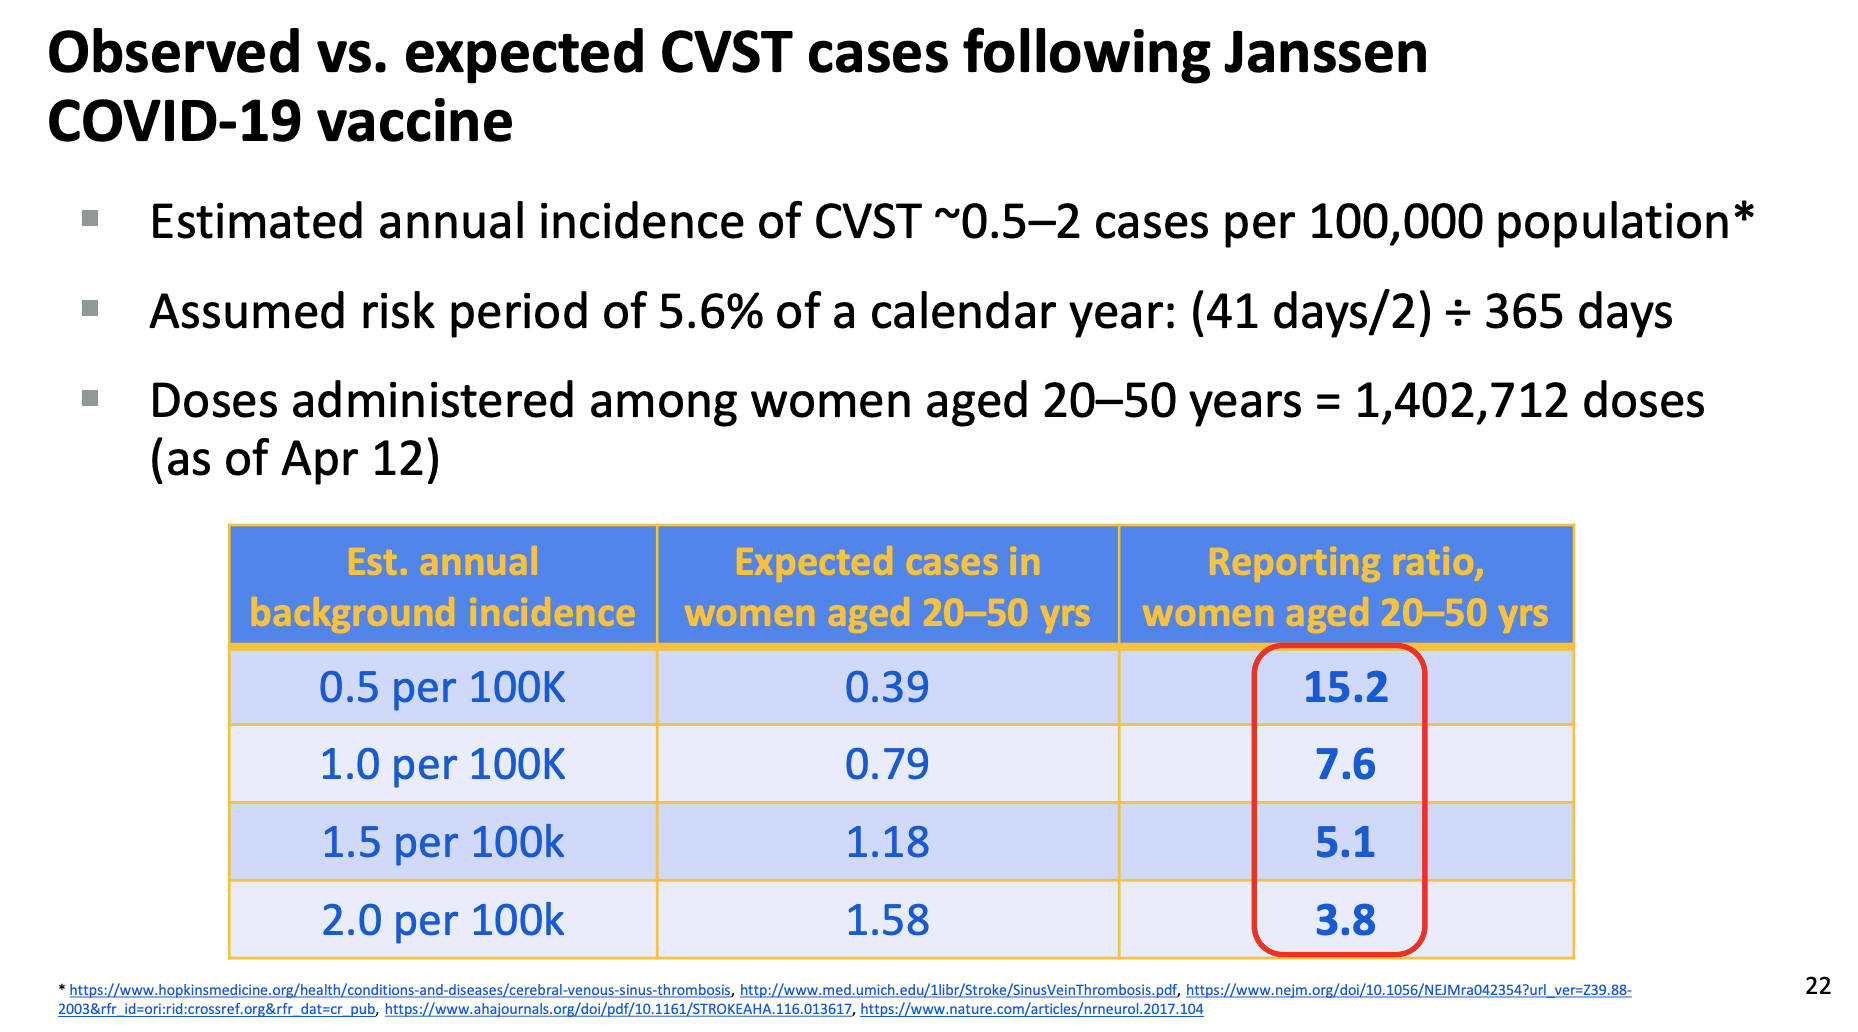 Observed vs. expected CVST cases following Janssen
COVID-19 vaccine
▪ Estimated annual incidence of CVST ~0.5–2 cases per 100,000 population*
▪ Assumed risk period of 5.6% of a calendar year: (41 days/2) ÷ 365 days
▪ Doses administered among women aged 20–50 years = 1,402,712 doses
(as of Apr 12)
Est. annual background incidence | Expected cases in women aged 20–50 yrs | Reporting ratio, women aged 20–50 yrs
0.5 per 100K | 0.39 | 15.2
1.0 per 100K | 0.79 | 7.6
1.5 per 100k | 1.18 | 5.1
2.0 per 100k | 1.58 | 3.8
* https://www.hopkinsmedicine.org/health/conditions-and-diseases/cerebral-venous-sinus-thrombosis, http://www.med.umich.edu/1libr/Stroke/SinusVeinThrombosis.pdf, https://www.nejm.org/doi/10.1056/NEJMra042354?url_ver=Z39.88-
2003&rfr_id=ori:rid:crossref.org&rfr_dat=cr_pub, https://www.ahajournals.org/doi/pdf/10.1161/STROKEAHA.116.013617, https://www.nature.com/articles/nrneurol.2017.104
22